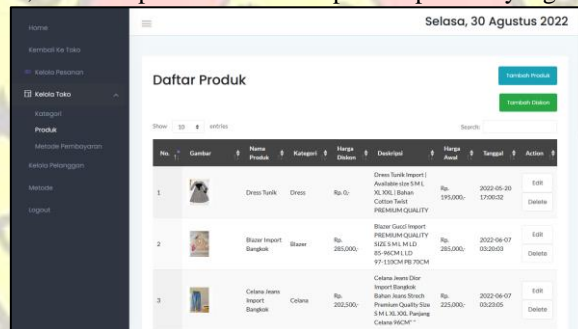 Selasa, 30 Agustus 2022
Home
Kembali Ke Toko
Kelola Pesanan
Kelola Toko
Kategori
Produk
Metode Pembayaran
Kelola Pelanggan
Metode
Logout
Daftar Produk
Tambah Produk
Tambah Diskon
Show 10 entries
Search:
No. Gambar Nama Produk Kategori Harga Diskon Deskripsi Harga Awal Tanggal Action
1 Dress Tunik Dress Rp. 0,- Dress Tunik Import | Available size S M L XL XXL | Bahan Cotton Twist PREMIUM QUALITY Rp. 195,000,- 2022-05-20 17:00:32 Edit Delete
2 Blazer Import Bangkok Blazer Rp. 285,000,- Blazer Gucci Import PREMIUM QUALITY SIZE S M L M LD 85-96CM L LD 97-110CM PB 70CM Rp. 285,000,- 2022-06-07 03:20:03 Edit Delete
3 Celana Jeans Import Bangkok Celana Rp. 202,500,- Celana Jeans Dior Import Bangkok Bahan Jeans Strech Premium Quality Size S M L XL XXL Panjang Celana 96CM" " Rp. 225,000,- 2022-06-07 03:23:05 Edit Delete